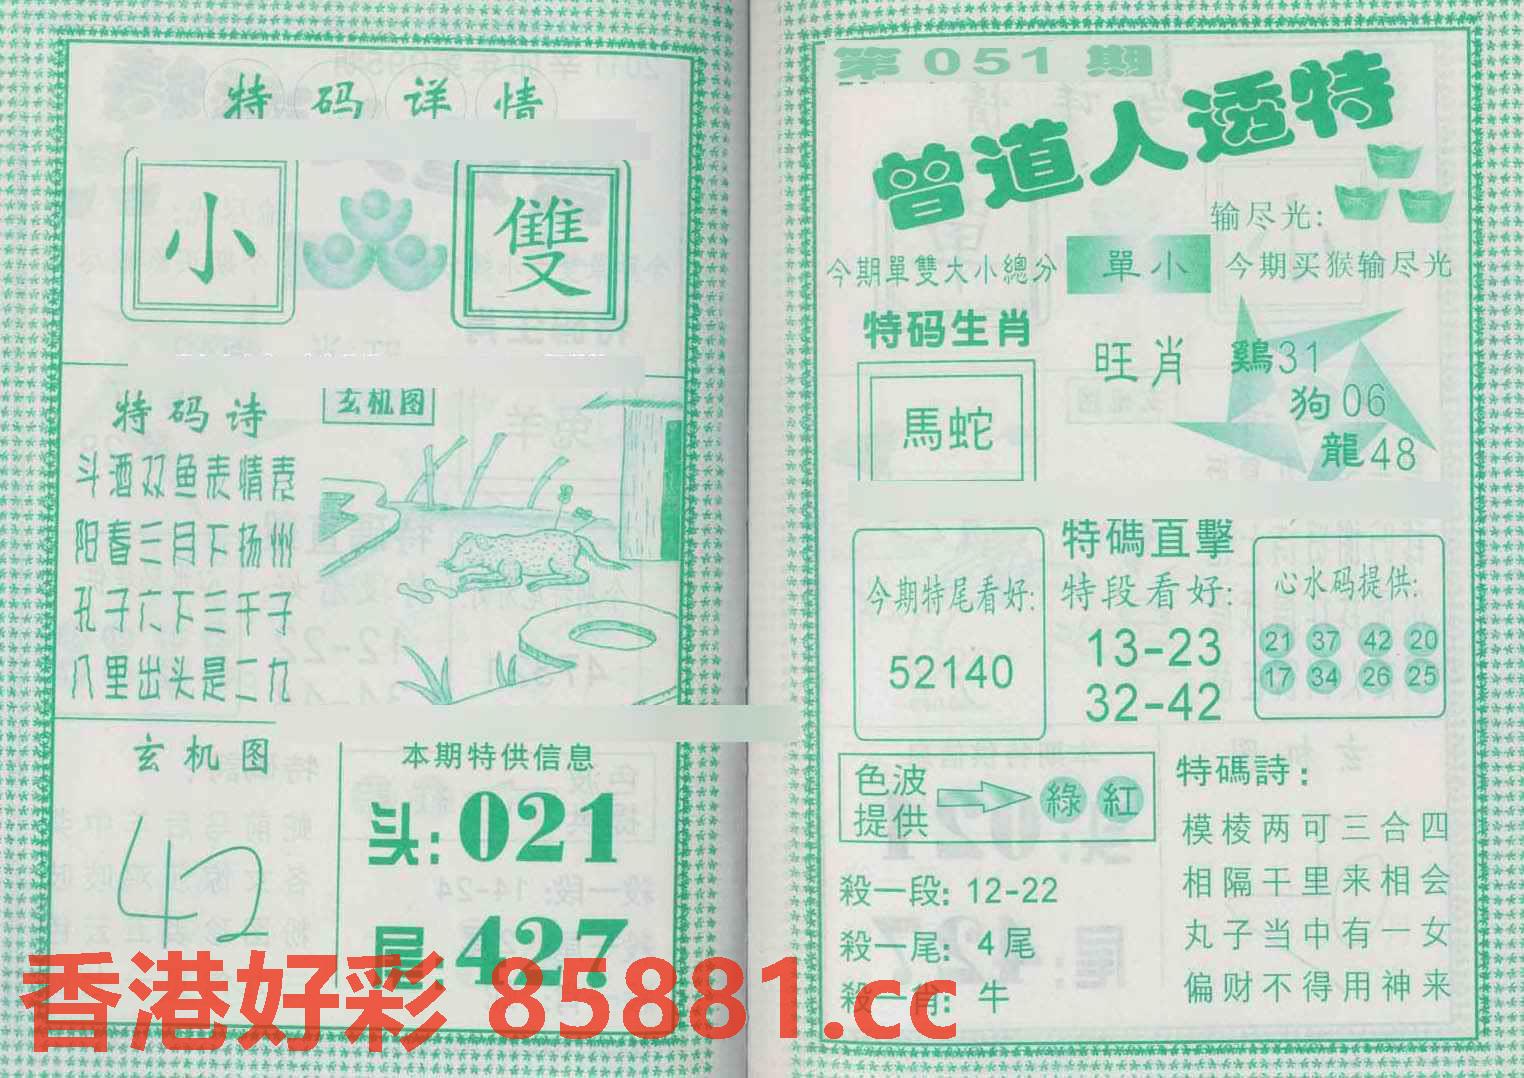 特码详情
小
雙
特码诗
斗酒双鱼表情表
阳春三月下扬州
孔子六下三千子
八里出头是二九
玄机图
玄机图
42
本期特供信息
头:021
尾:427
第051期
曾道人透特
输尽光:
今期單雙大小總分
單小
今期买猴输尽光
特码生肖
馬蛇
旺肖
鷄31
狗06
龍48
今期特尾看好:
52140
特碼直擊
特段看好:
13-23
32-42
心水码提供:
21 37 42 20
17 34 26 25
色波
提供
綠 紅
殺一段: 12-22
殺一尾: 4尾
殺一肖: 牛
特碼詩:
模棱两可三合四
相隔千里来相会
丸子当中有一女
偏财不得用神来
香港好彩 85881.cc